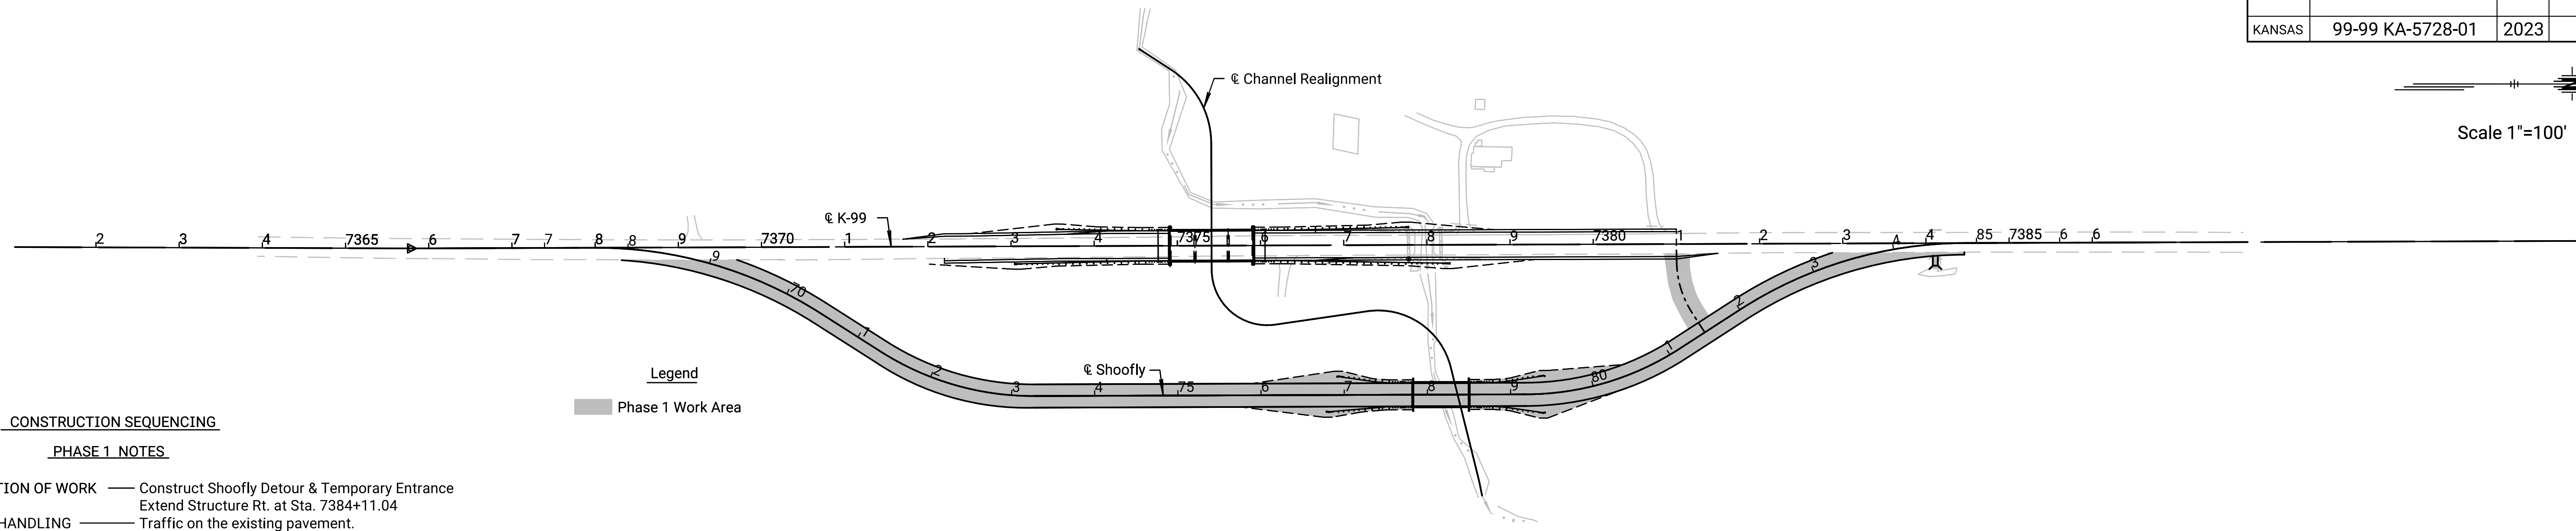 KANSAS 99-99 KA-5728-01 2023
℄ Channel Realignment
N
Scale 1"=100'
℄ K-99
2 3 4 7365 6 7 7 8 8 9 7370 1 2 3 4 7375 6 7 8 9 7380 1 2 3 4 4 85 7385 6 6
9 70 1 2 3 4 75 6 7 8 9 80 1 2 3
℄ Shoofly
Legend
Phase 1 Work Area
CONSTRUCTION SEQUENCING
PHASE 1 NOTES
TION OF WORK Construct Shoofly Detour & Temporary Entrance
Extend Structure Rt. at Sta. 7384+11.04
HANDLING Traffic on the existing pavement.